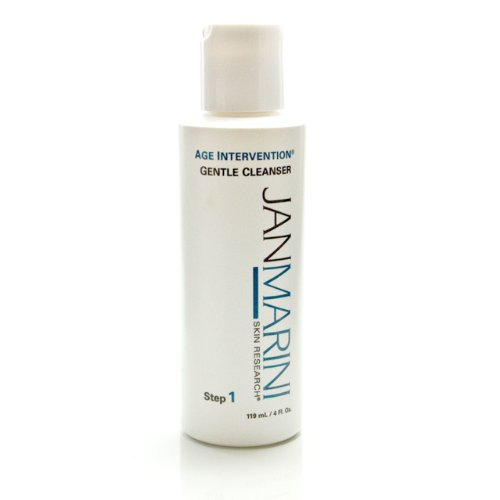 AGE INTERVENTION®
GENTLE CLEANSER
JANMARINI
SKIN RESEARCH®
Step 1
119 mL / 4 Fl. Oz.